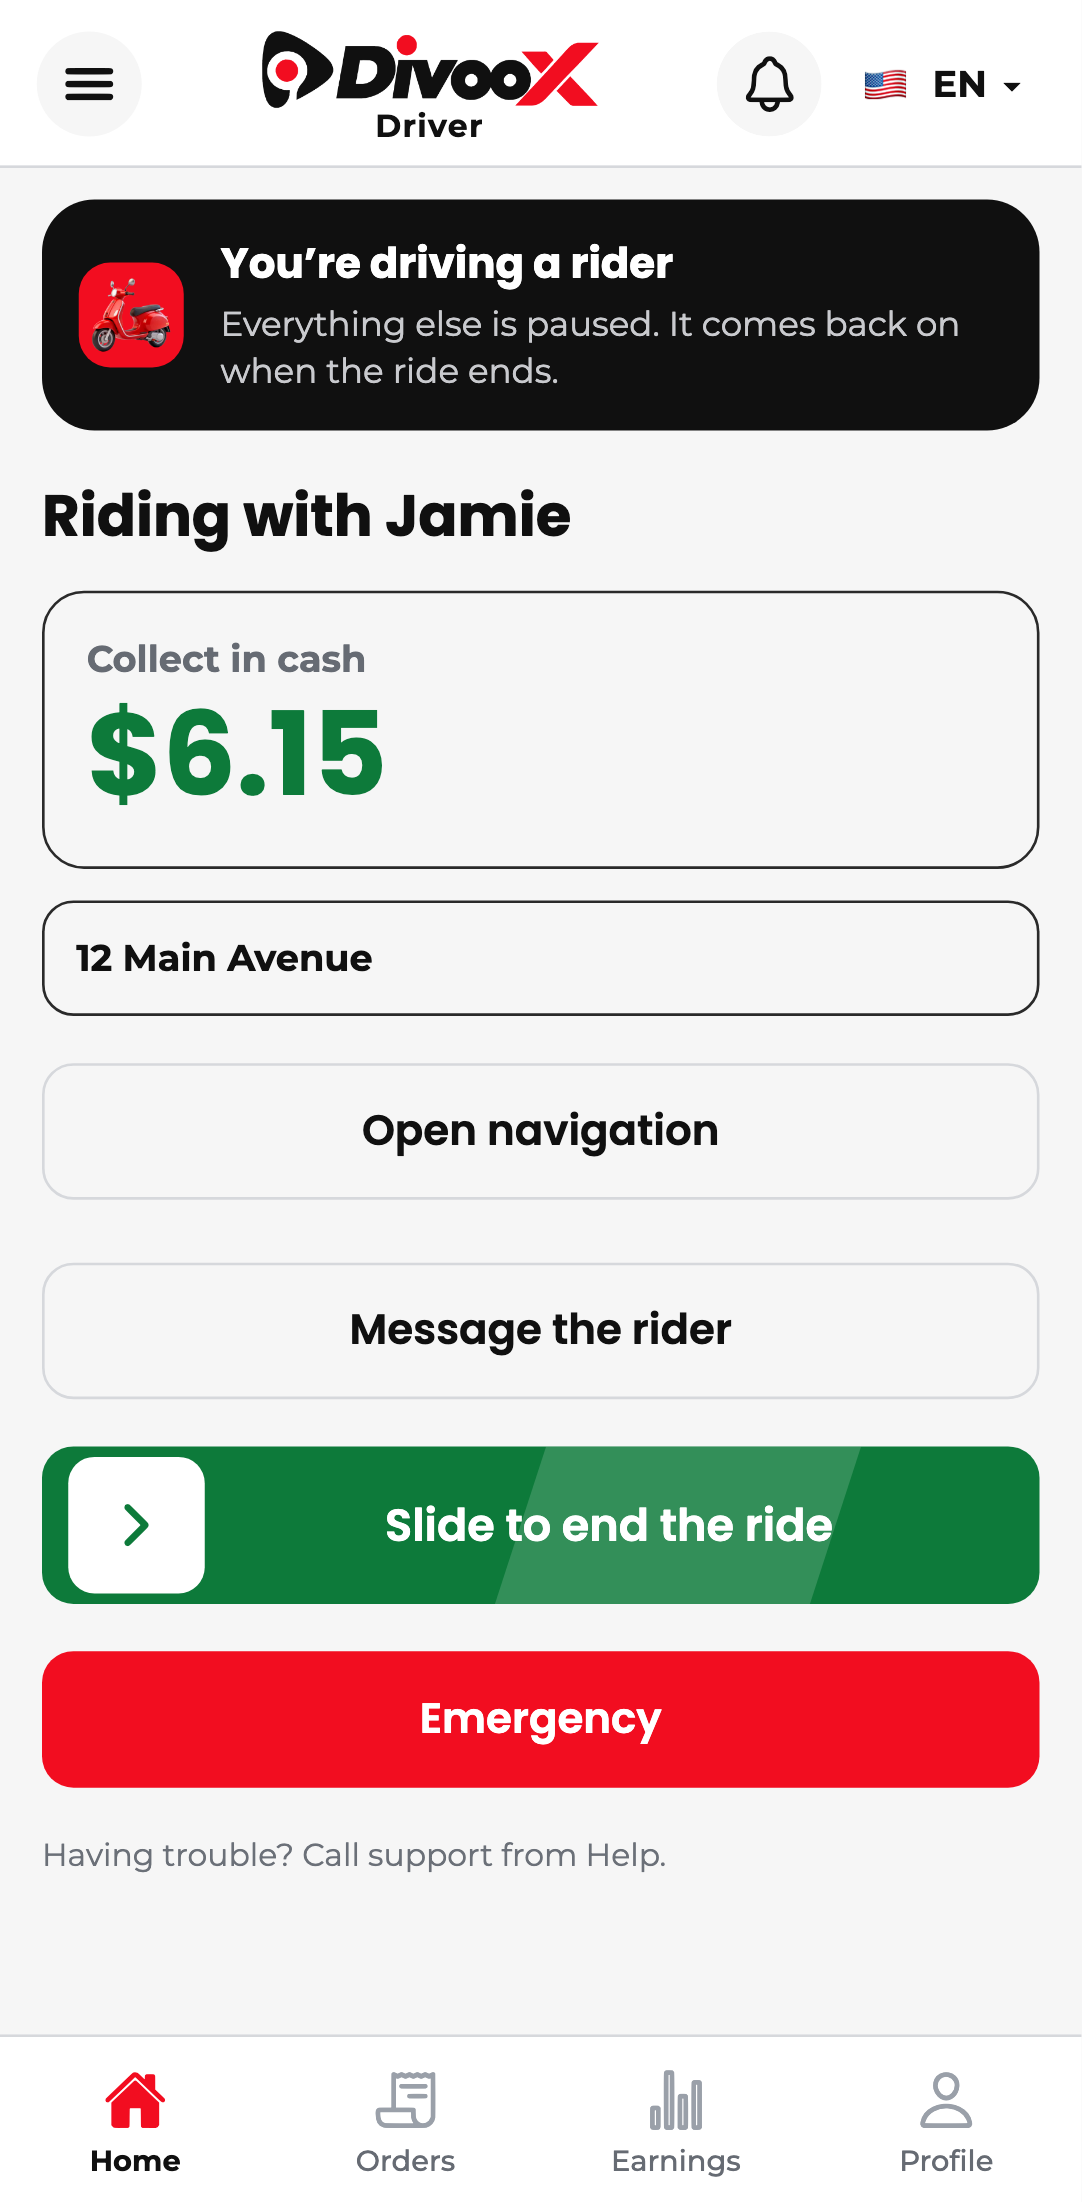 DivooX
Driver
EN
You’re driving a rider
Everything else is paused. It comes back on
when the ride ends.
Riding with Jamie
Collect in cash
$6.15
12 Main Avenue
Open navigation
Message the rider
Slide to end the ride
Emergency
Having trouble? Call support from Help.
Home
Orders
Earnings
Profile